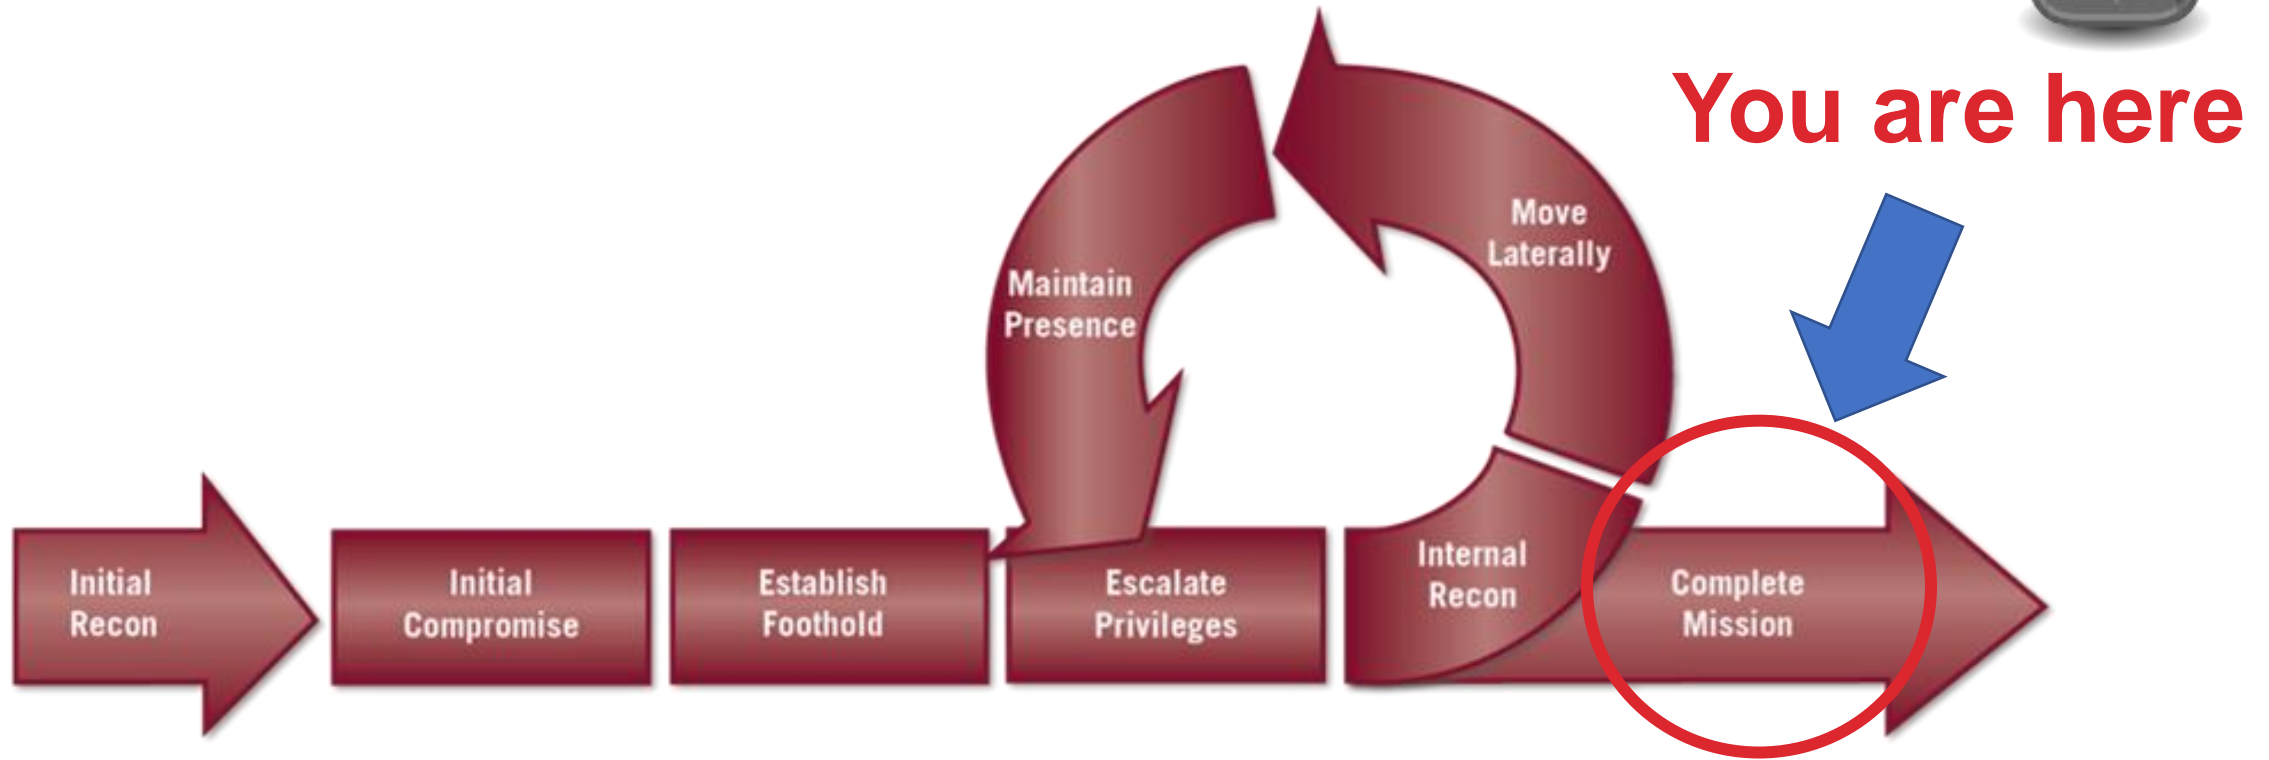 You are here
Move
Laterally
Maintain
Presence
Initial
Recon
Initial
Compromise
Establish
Foothold
Escalate
Privileges
Internal
Recon
Complete
Mission